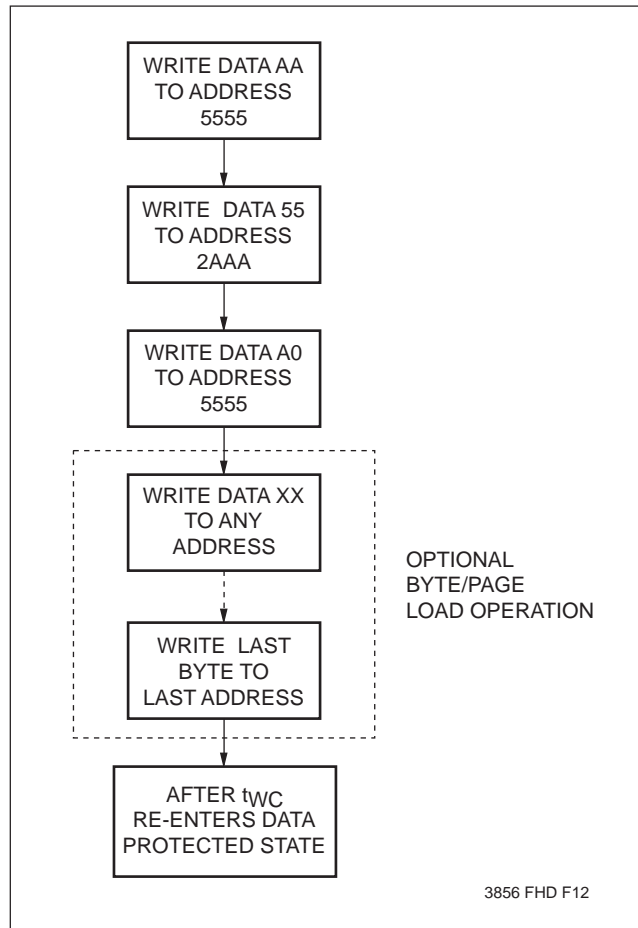 WRITE DATA AA
TO ADDRESS
5555
WRITE DATA 55
TO ADDRESS
2AAA
WRITE DATA A0
TO ADDRESS
5555
WRITE DATA XX
TO ANY
ADDRESS
OPTIONAL
BYTE/PAGE
LOAD OPERATION
WRITE LAST
BYTE TO
LAST ADDRESS
AFTER tWC
RE-ENTERS DATA
PROTECTED STATE
3856 FHD F12